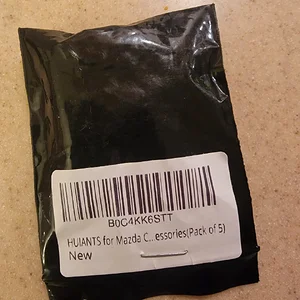 B0C4KK6STT
HUIANTS for Mazda C...essories(Pack of 5)
New